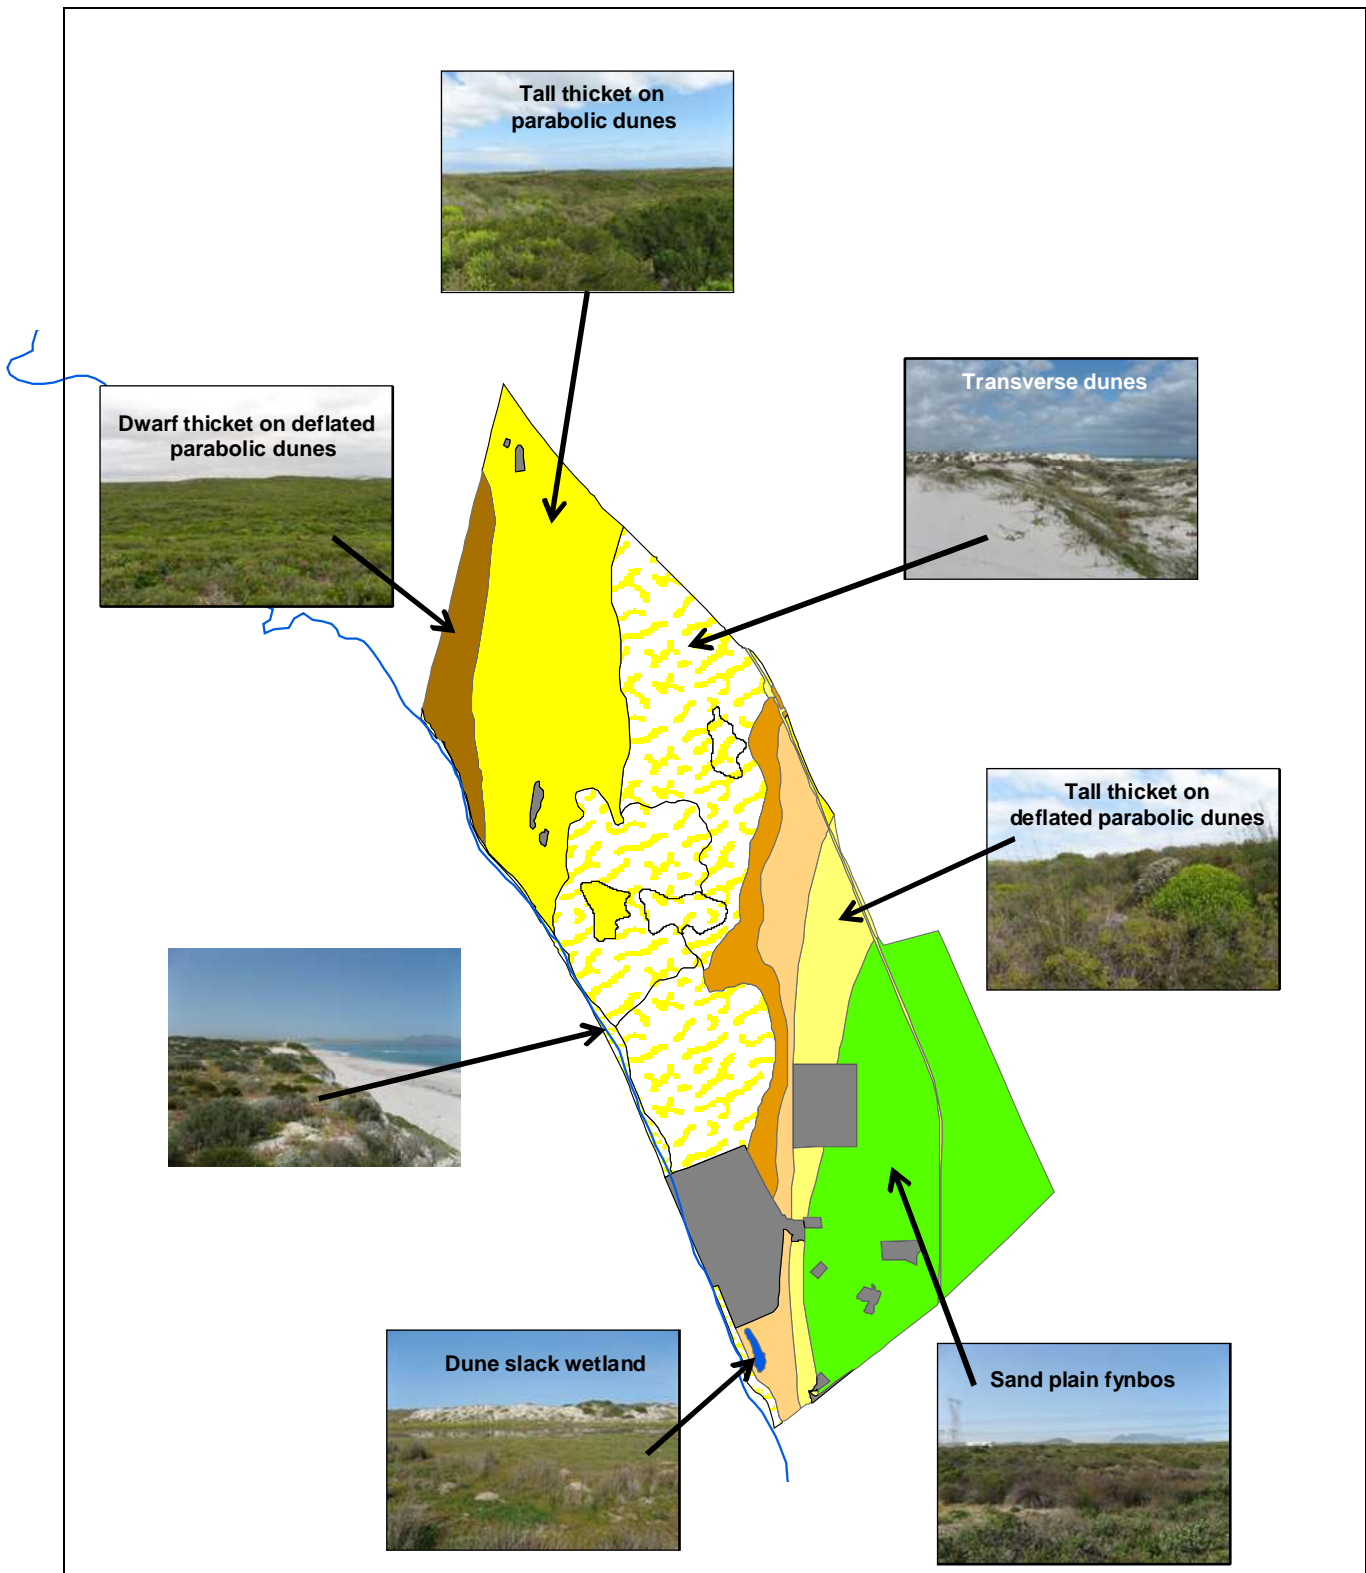 Tall thicket on
parabolic dunes
Transverse dunes
Dwarf thicket on deflated
parabolic dunes
Tall thicket on
deflated parabolic dunes
Dune slack wetland
Sand plain fynbos